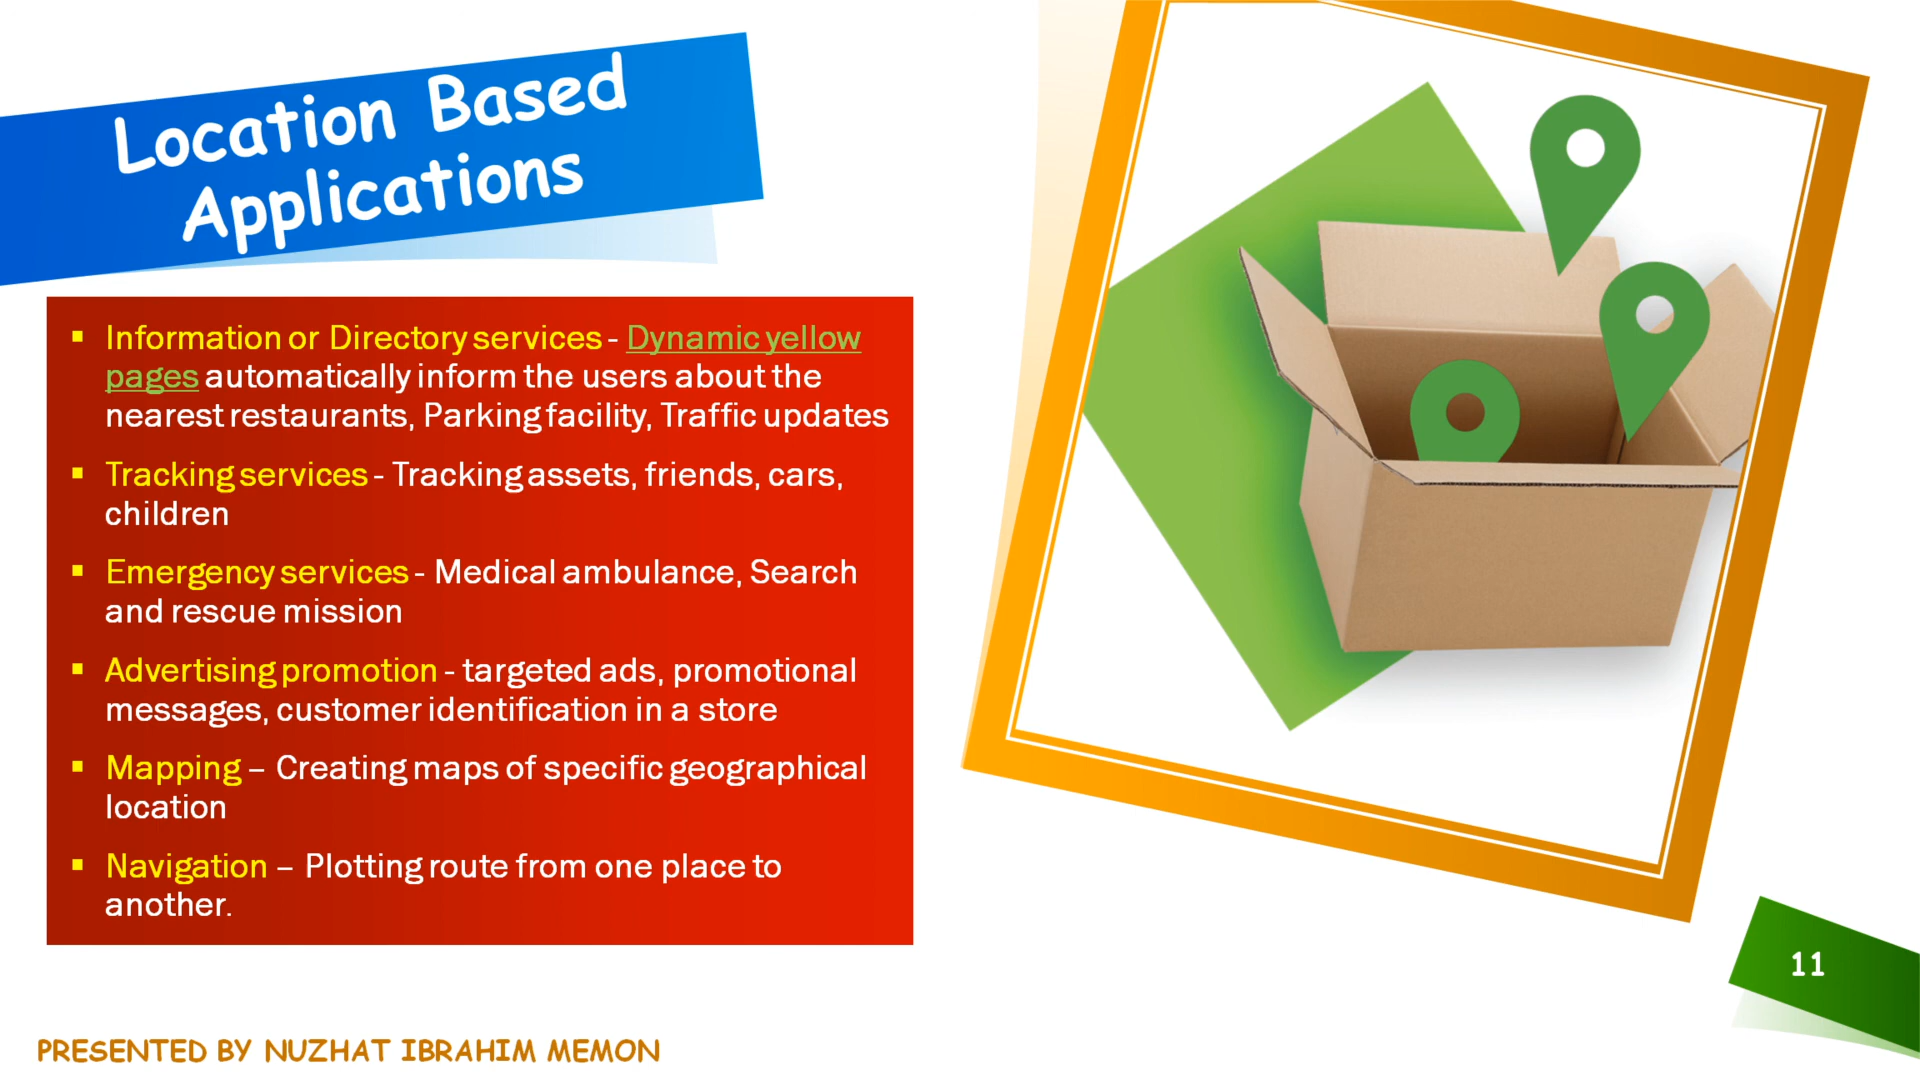 Location Based
Applications
▪ Information or Directory services - Dynamic yellow
pages automatically inform the users about the
nearest restaurants, Parking facility, Traffic updates
▪ Tracking services - Tracking assets, friends, cars,
children
▪ Emergency services - Medical ambulance, Search
and rescue mission
▪ Advertising promotion - targeted ads, promotional
messages, customer identification in a store
▪ Mapping – Creating maps of specific geographical
location
▪ Navigation – Plotting route from one place to
another.
11
PRESENTED BY NUZHAT IBRAHIM MEMON